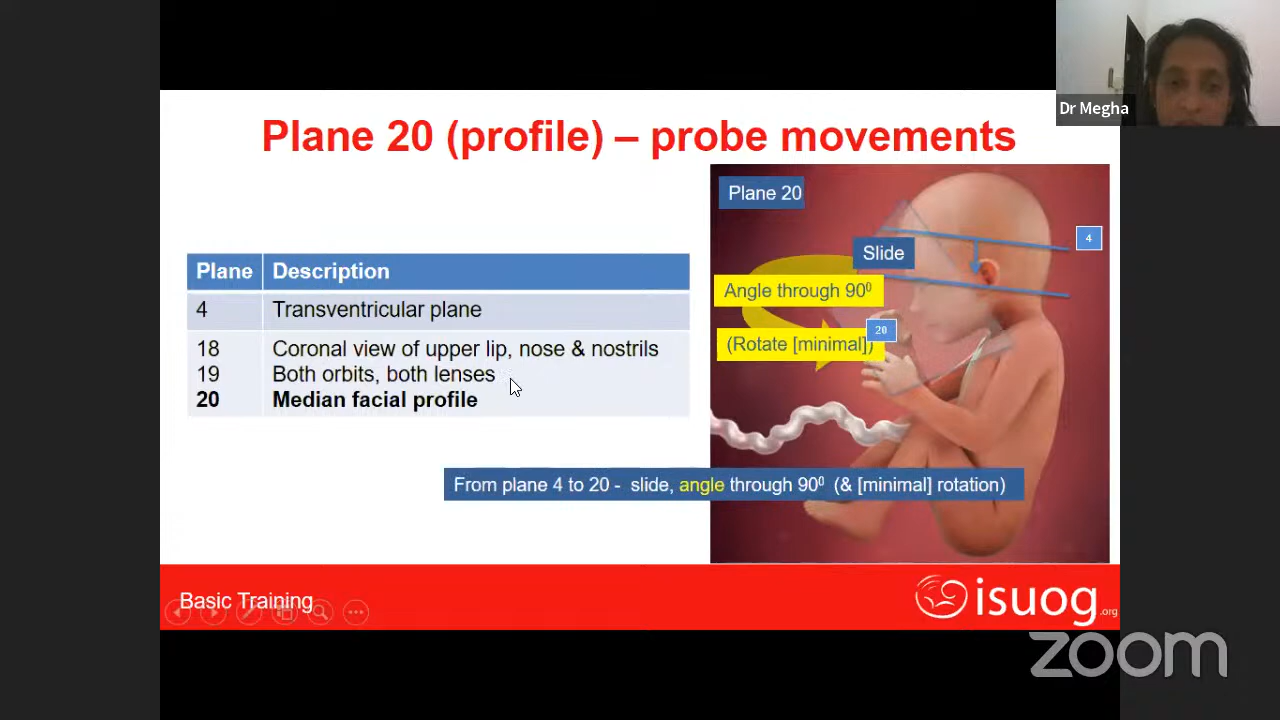 Dr Megha
Plane 20 (profile) – probe movements
Plane Description
4 Transventricular plane
18 Coronal view of upper lip, nose & nostrils
19 Both orbits, both lenses
20 Median facial profile
Plane 20
4
Slide
Angle through 90⁰
20
(Rotate [minimal])
From plane 4 to 20 - slide, angle through 90⁰ (& [minimal] rotation)
Basic Training
isuog.org
zoom